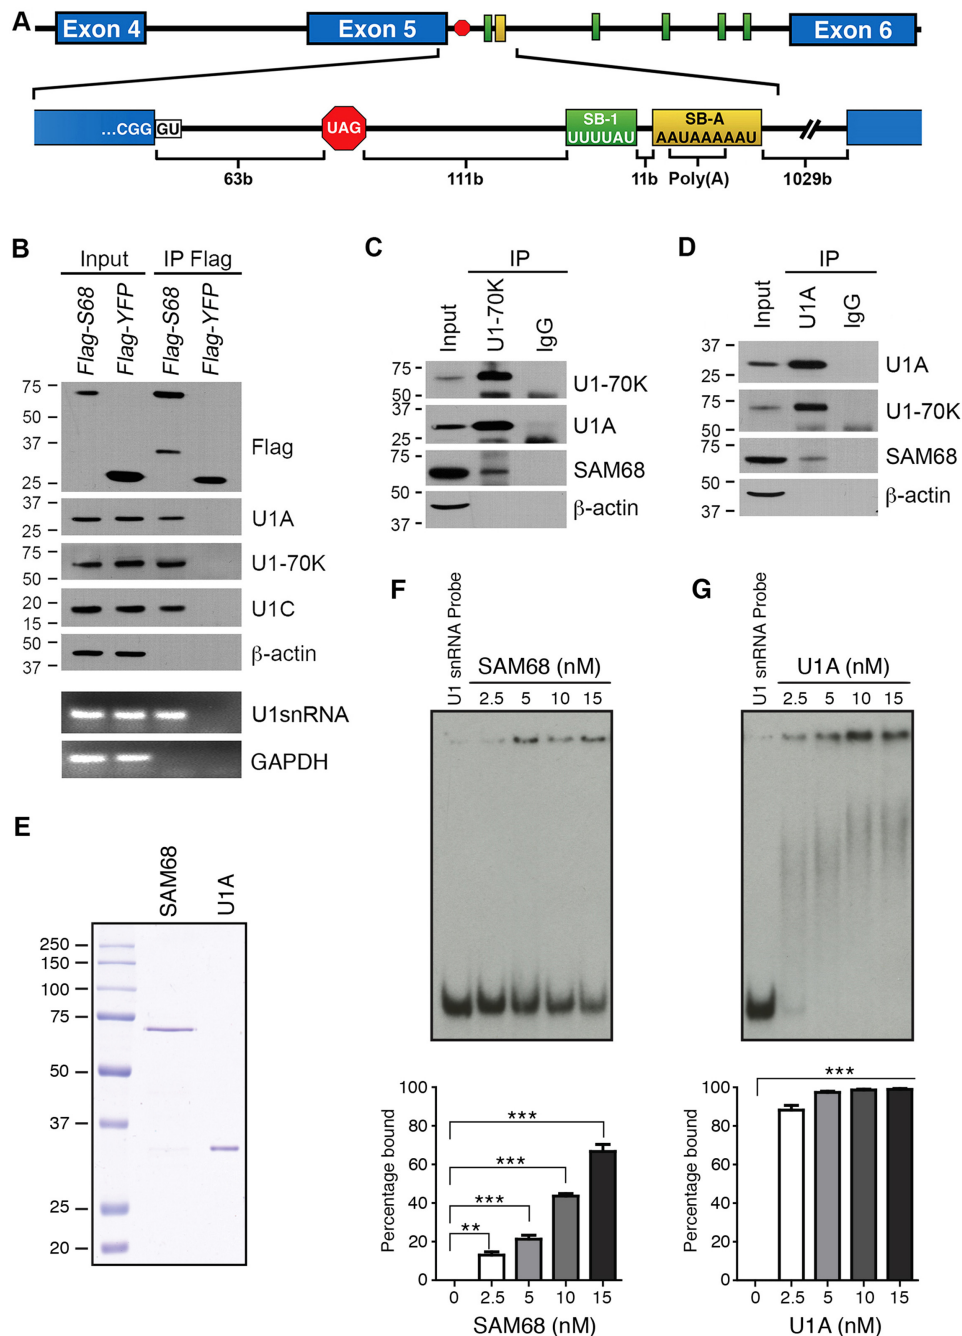 A
Exon 4
Exon 5
Exon 6
...CGG
GU
UAG
SB-1
UUUUAU
SB-A
AAUAAAAAU
63b
111b
11b
Poly(A)
1029b
B
Input
IP Flag
Flag-S68
Flag-YFP
Flag-S68
Flag-YFP
75
50
37
25
Flag
37
25
U1A
75
50
U1-70K
20
15
U1C
50
37
β-actin
U1snRNA
GAPDH
C
IP
Input
U1-70K
IgG
75
50
U1-70K
37
25
U1A
75
50
SAM68
50
37
β-actin
D
IP
Input
U1A
IgG
37
25
U1A
75
50
U1-70K
75
SAM68
50
37
β-actin
E
SAM68
U1A
250
150
100
75
50
37
25
20
F
U1 snRNA Probe
SAM68 (nM)
2.5 5 10 15
Percentage bound
100
80
60
40
20
0
**
***
***
***
0 2.5 5 10 15
SAM68 (nM)
G
U1 snRNA Probe
U1A (nM)
2.5 5 10 15
Percentage bound
100
80
60
40
20
0
***
0 2.5 5 10 15
U1A (nM)